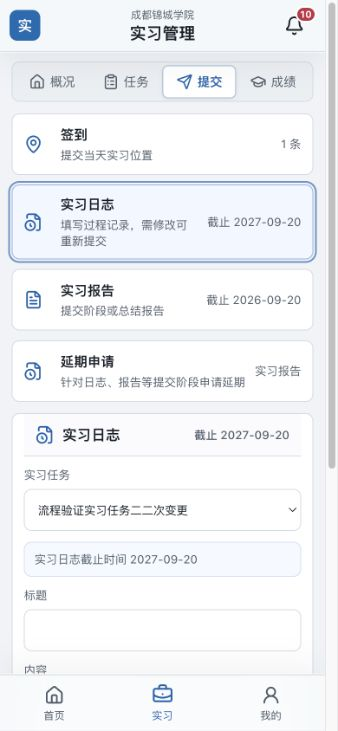 实
成都锦城学院
实习管理
10
概况
任务
提交
成绩
签到
提交当天实习位置
1 条
实习日志
填写过程记录，需修改可
重新提交
截止 2027-09-20
实习报告
提交阶段或总结报告
截止 2026-09-20
延期申请
针对日志、报告等提交阶段申请延期
实习报告
实习日志
截止 2027-09-20
实习任务
流程验证实习任务二二次变更
实习日志截止时间 2027-09-20
标题
内容
首页
实习
我的